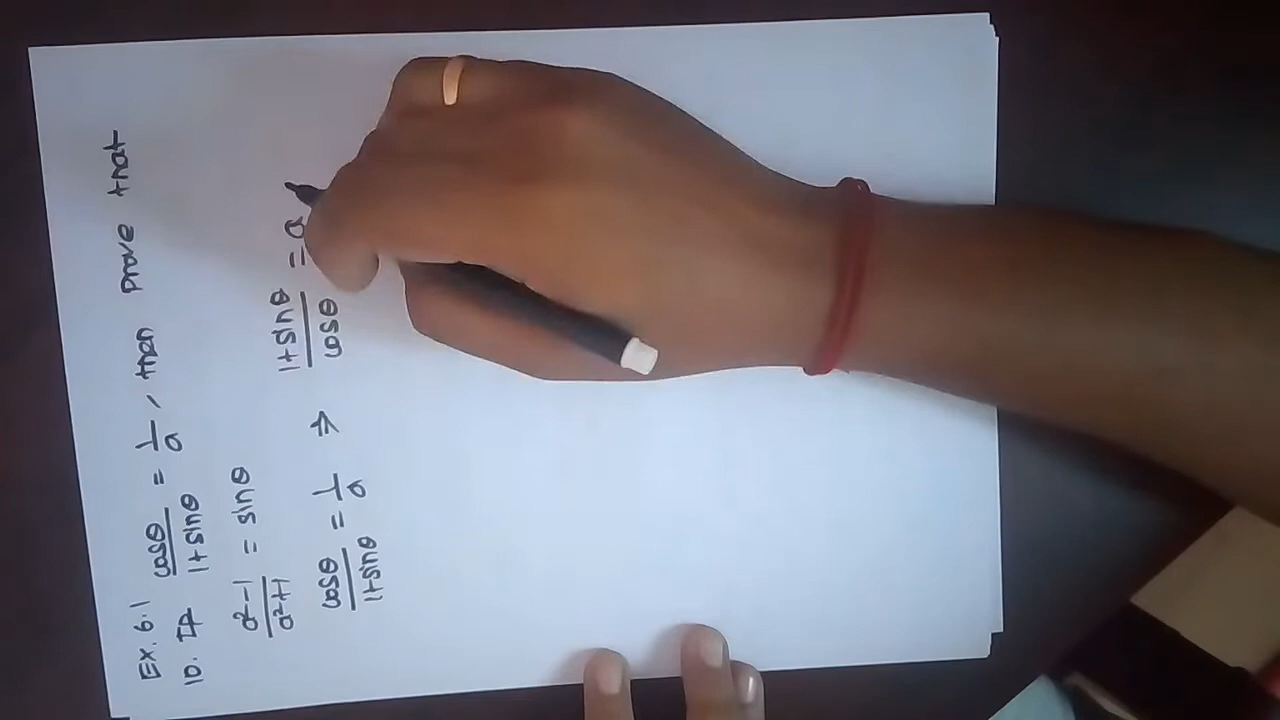 EX. 6.1
10. If cosθ/1+sinθ = 1/a, then prove that
a²-1/a²+1 = sinθ
cosθ/1+sinθ = 1/a ⇒ 1+sinθ/cosθ = a